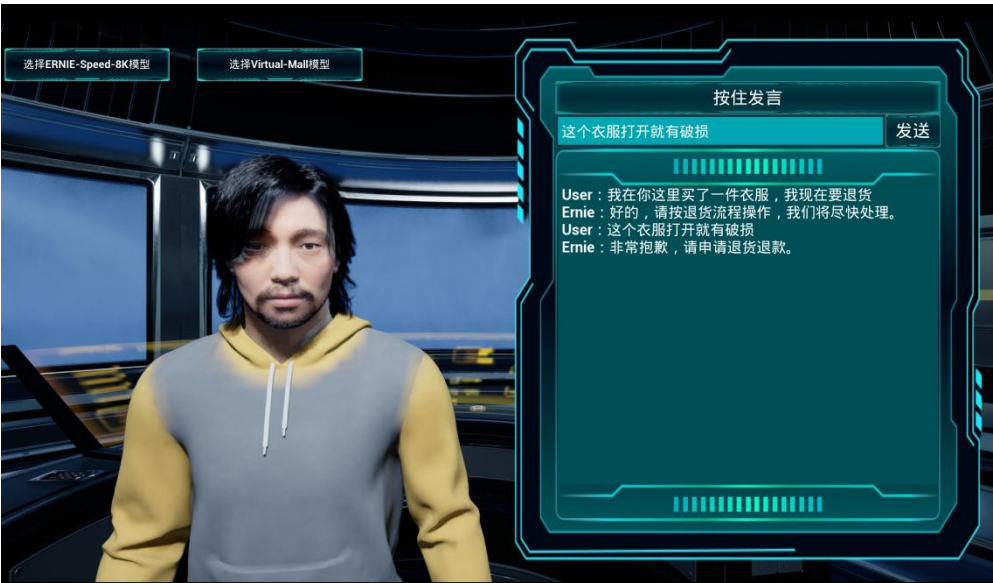 选择ERNIE-Speed-8K模型
选择Virtual-Mall模型
按住发言
这个衣服打开就有破损
发送
User：我在你这里买了一件衣服，我现在要退货
Ernie：好的，请按退货流程操作，我们将尽快处理。
User：这个衣服打开就有破损
Ernie：非常抱歉，请申请退货退款。